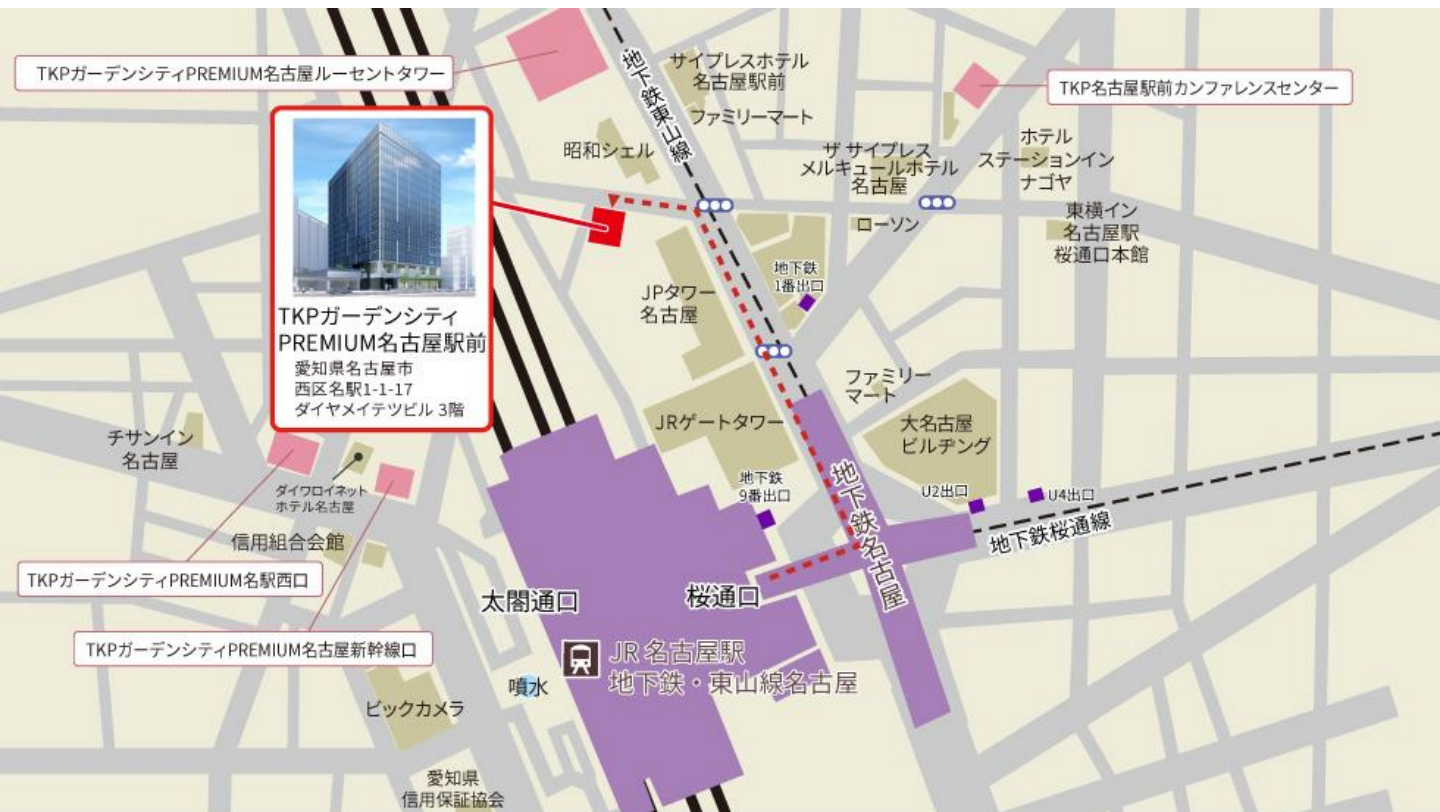 TKPガーデンシティPREMIUM名古屋ルーセントタワー
地下鉄東山線
サイプレスホテル
名古屋駅前
ファミリーマート
TKP名古屋駅前カンファレンスセンター
昭和シェル
ザ サイプレス
メルキュールホテル
名古屋
ホテル
ステーションイン
ナゴヤ
ローソン
東横イン
名古屋駅
桜通口本館
地下鉄
1番出口
JPタワー
名古屋
TKPガーデンシティ
PREMIUM名古屋駅前
愛知県名古屋市
西区名駅1-1-17
ダイヤメイテツビル 3階
ファミリー
マート
JRゲートタワー
大名古屋
ビルヂング
チサンイン
名古屋
ダイワロイネット
ホテル名古屋
地下鉄
9番出口
地下鉄名古屋
U2出口
U4出口
地下鉄桜通線
信用組合会館
TKPガーデンシティPREMIUM名駅西口
太閤通口
桜通口
TKPガーデンシティPREMIUM名古屋新幹線口
JR 名古屋駅
地下鉄・東山線名古屋
噴水
ビックカメラ
愛知県
信用保証協会